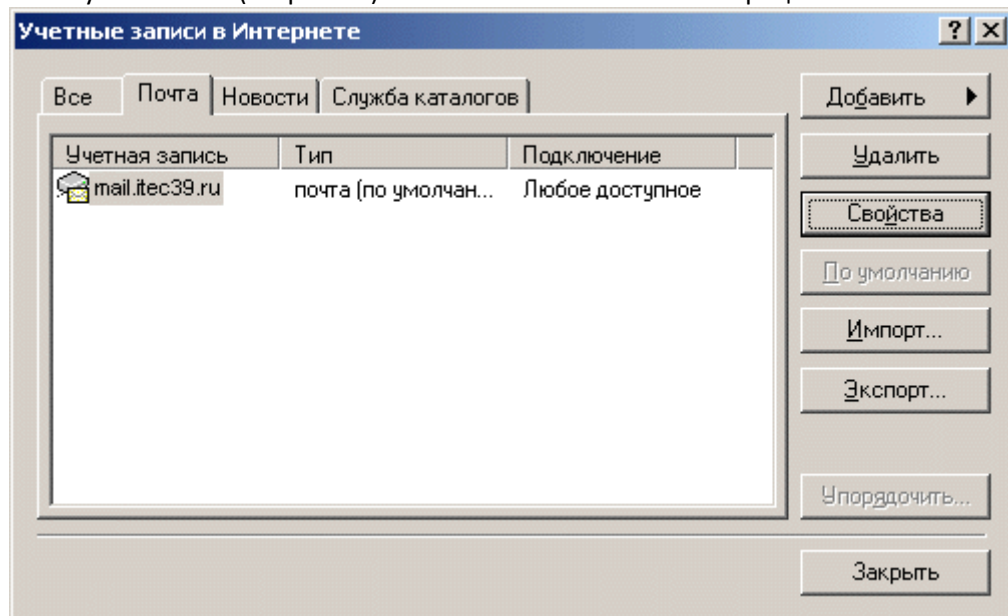 Учетные записи в Интернете
Все Почта Новости Служба каталогов
Добавить
Учетная запись Тип Подключение
Удалить
mail.itec39.ru почта (по умолчан... Любое доступное
Свойства
По умолчанию
Импорт...
Экспорт...
Упорядочить...
Закрыть